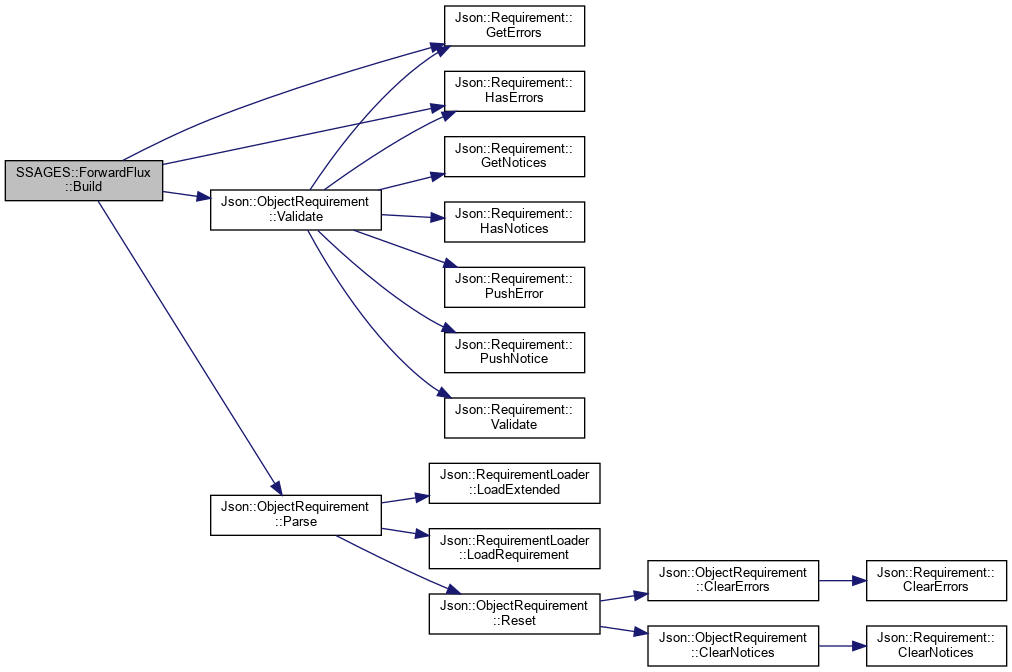 Json::Requirement::
GetErrors
Json::Requirement::
HasErrors
Json::Requirement::
GetNotices
SSAGES::ForwardFlux
::Build
Json::ObjectRequirement
::Validate
Json::Requirement::
HasNotices
Json::Requirement::
PushError
Json::Requirement::
PushNotice
Json::Requirement::
Validate
Json::RequirementLoader
::LoadExtended
Json::ObjectRequirement
::Parse
Json::RequirementLoader
::LoadRequirement
Json::ObjectRequirement
::Reset
Json::ObjectRequirement
::ClearErrors
Json::Requirement::
ClearErrors
Json::ObjectRequirement
::ClearNotices
Json::Requirement::
ClearNotices